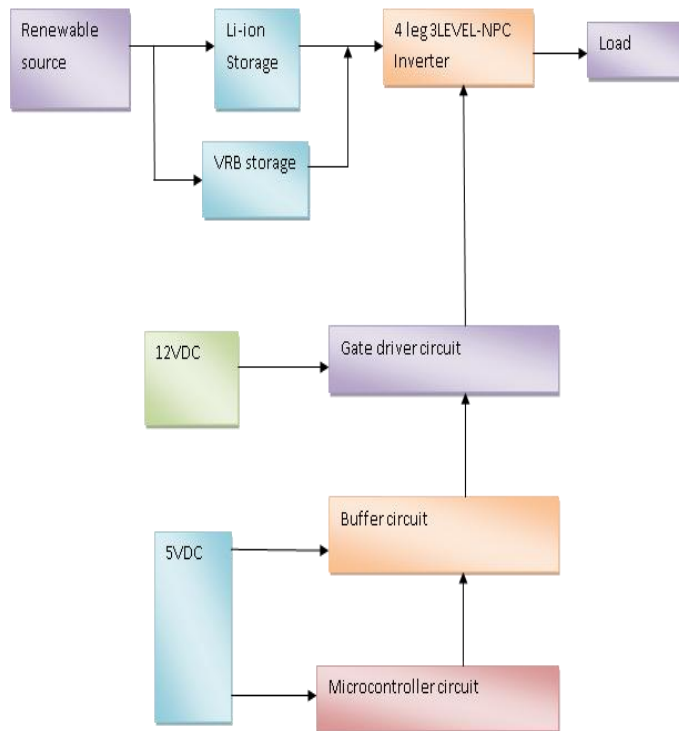 Renewable
source
Li-ion
Storage
4 leg 3LEVEL-NPC
Inverter
Load
VRB storage
12VDC
Gate driver circuit
5VDC
Buffer circuit
Microcontroller circuit